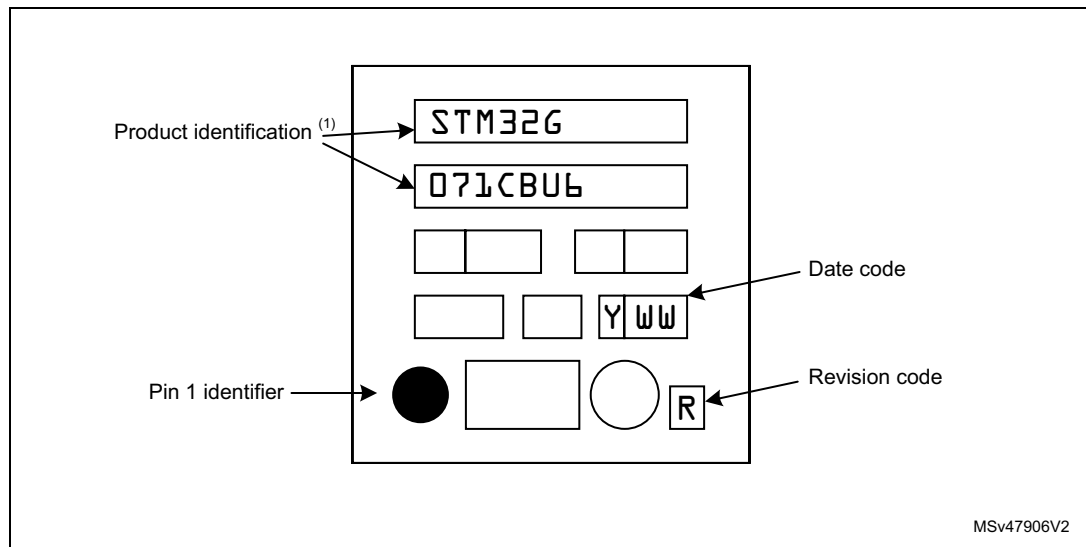 STM32G
Product identification (1)
071CBU6
Date code
Y WW
Pin 1 identifier
Revision code
R
MSv47906V2